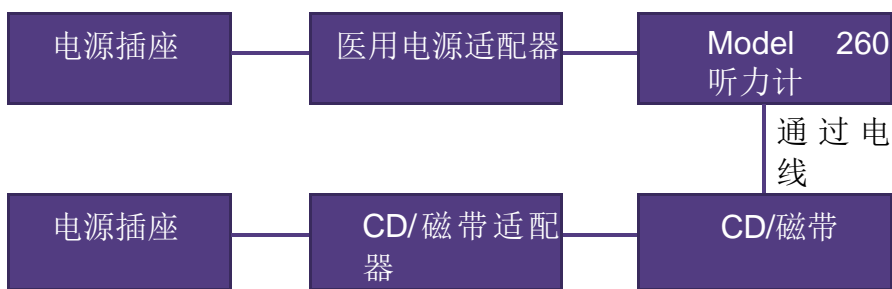 电源插座
医用电源适配器
Model 260
听力计
通过电
线
电源插座
CD/磁带适配
器
CD/磁带